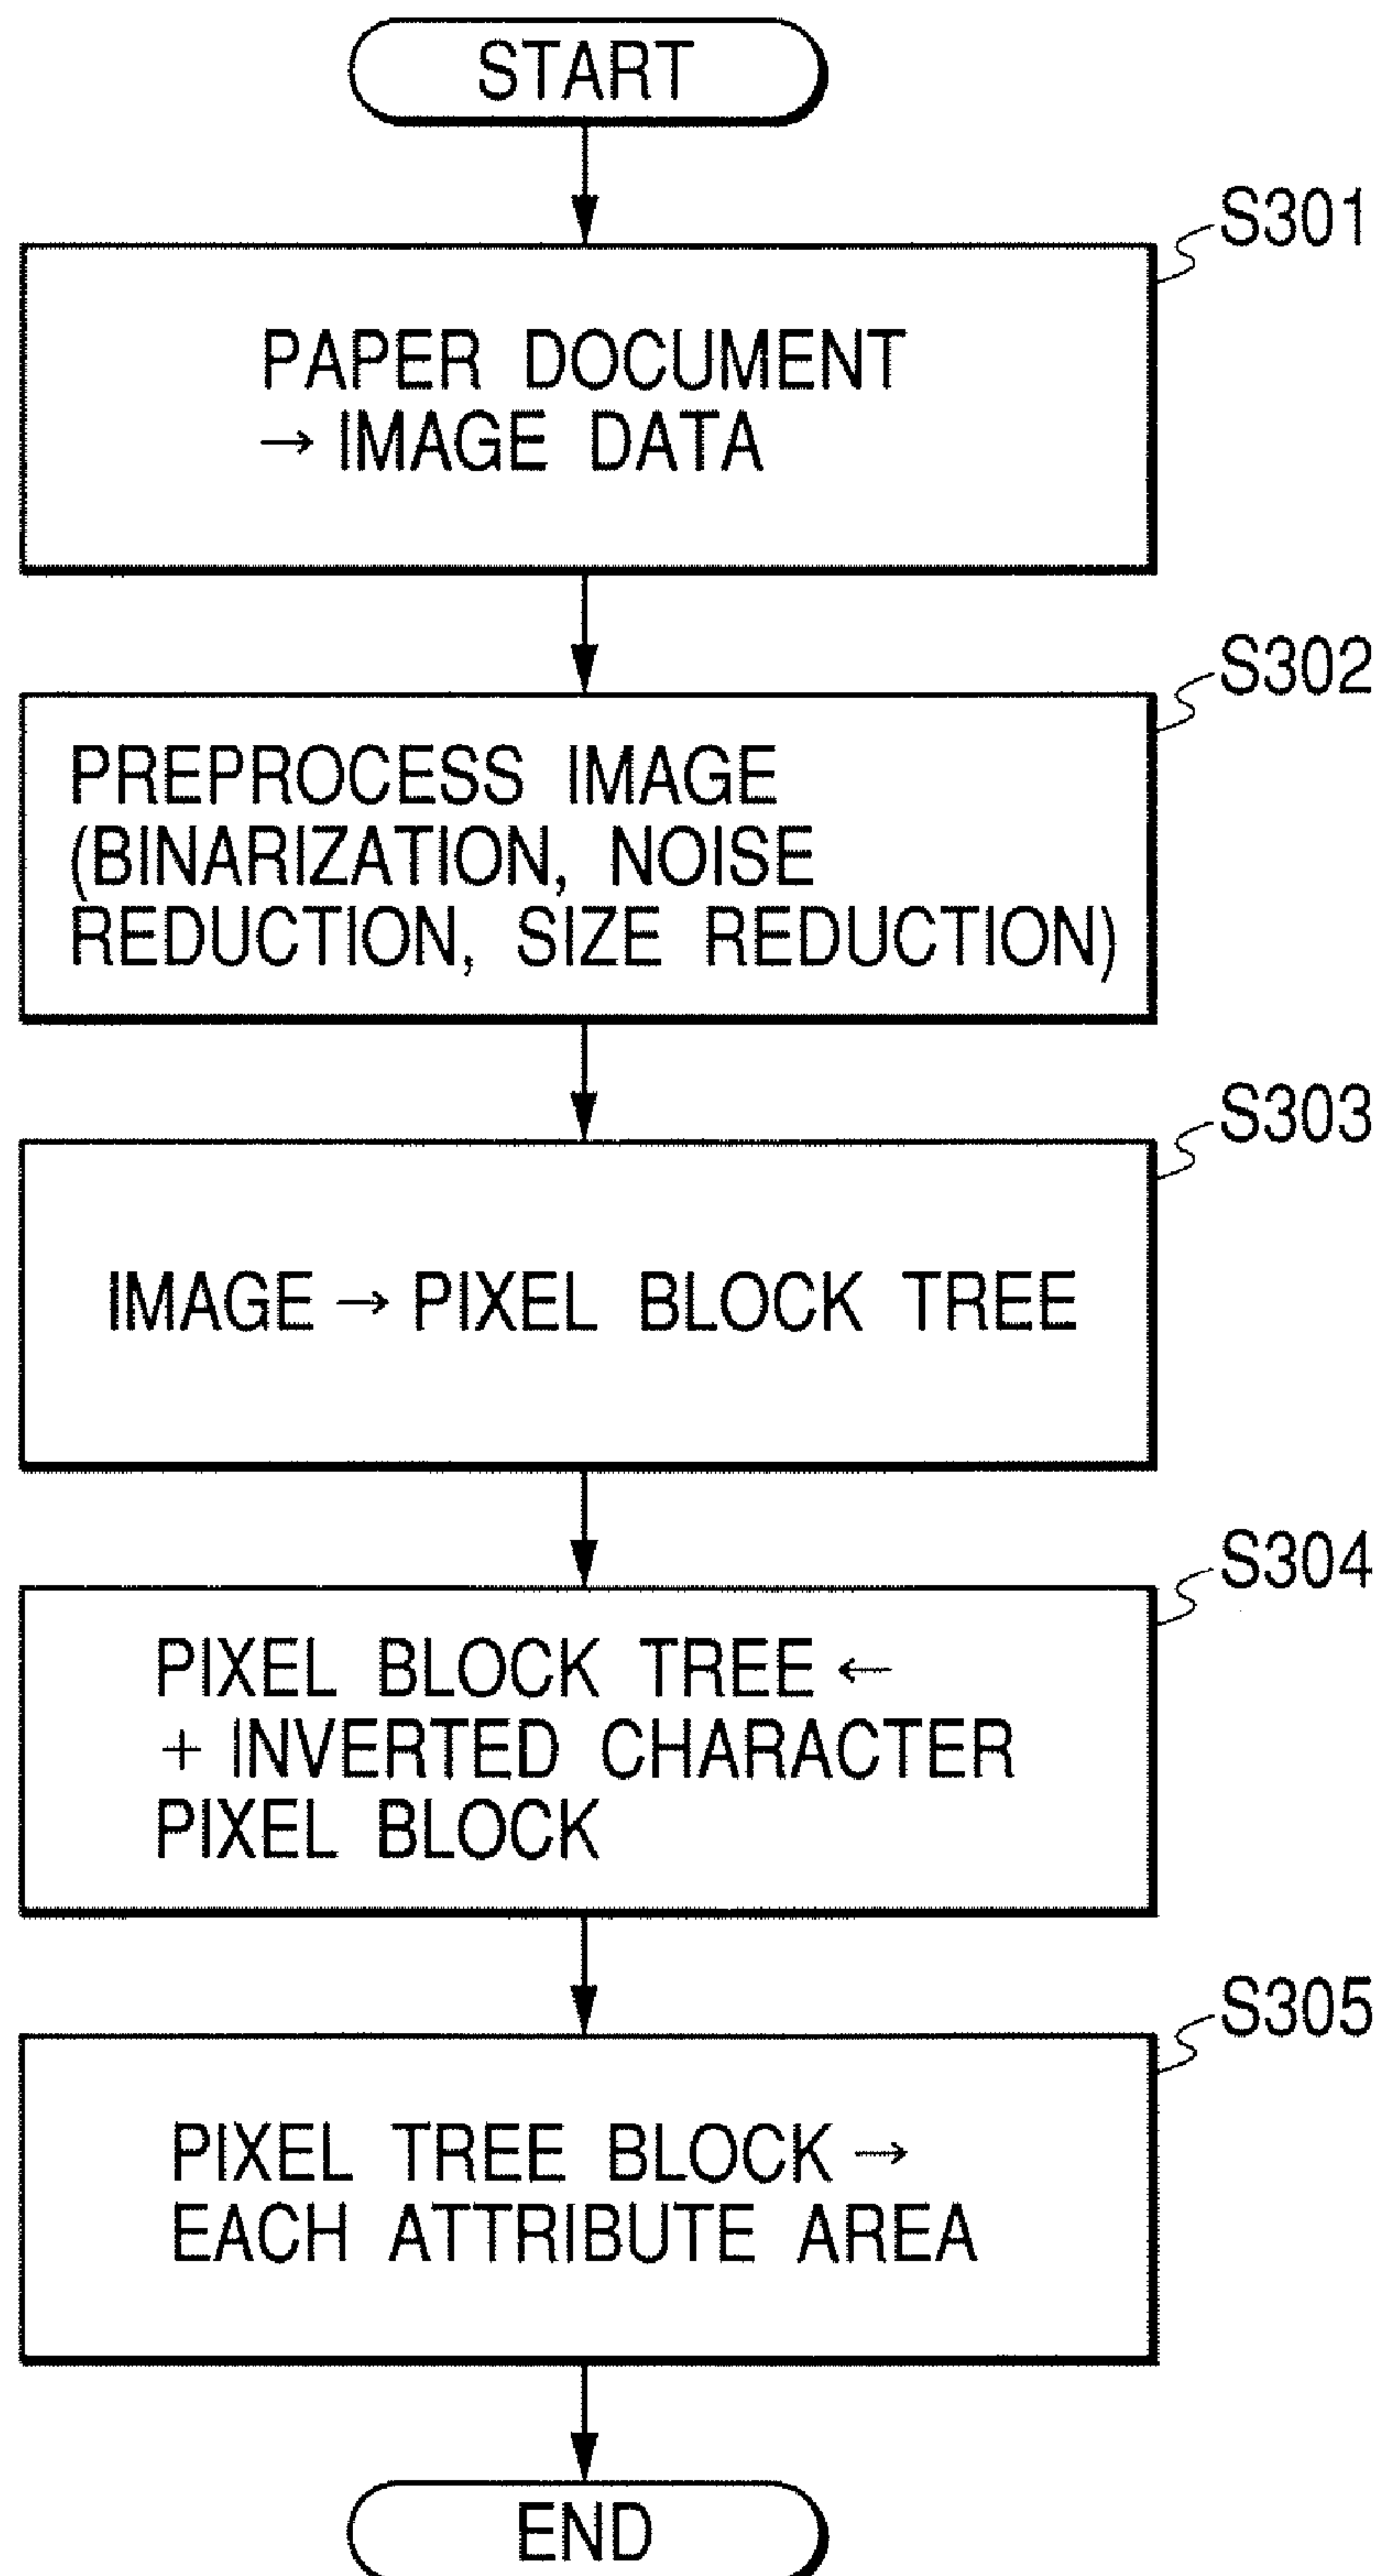 START
S301
PAPER DOCUMENT
→ IMAGE DATA
S302
PREPROCESS IMAGE
(BINARIZATION, NOISE
REDUCTION, SIZE REDUCTION)
S303
IMAGE → PIXEL BLOCK TREE
S304
PIXEL BLOCK TREE ←
+ INVERTED CHARACTER
PIXEL BLOCK
S305
PIXEL TREE BLOCK →
EACH ATTRIBUTE AREA
END